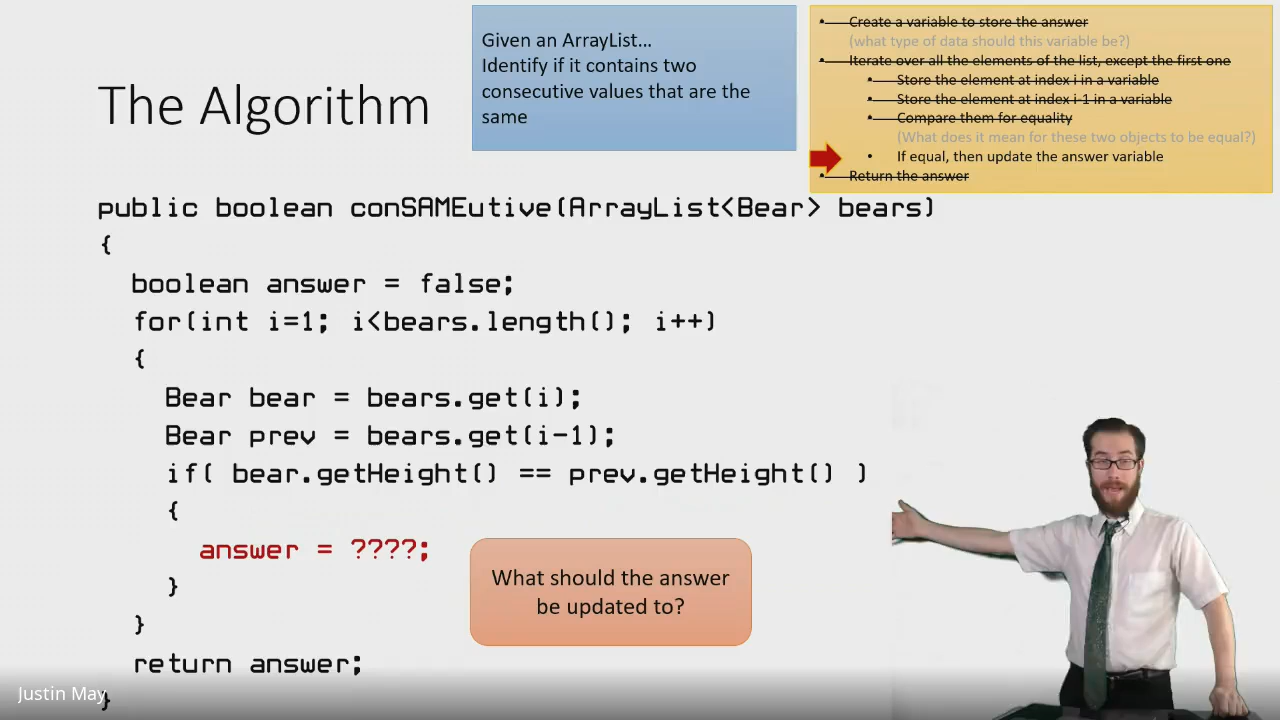 The Algorithm
Given an ArrayList…
Identify if it contains two
consecutive values that are the
same
• Create a variable to store the answer
(what type of data should this variable be?)
• Iterate over all the elements of the list, except the first one
• Store the element at index i in a variable
• Store the element at index i-1 in a variable
• Compare them for equality
(What does it mean for these two objects to be equal?)
• If equal, then update the answer variable
• Return the answer
public boolean conSAMEutive(ArrayList<Bear> bears)
{
boolean answer = false;
for(int i=1; i<bears.length(); i++)
{
Bear bear = bears.get(i);
Bear prev = bears.get(i-1);
if( bear.getHeight() == prev.getHeight() )
{
answer = ????;
}
}
return answer;
}
What should the answer
be updated to?
Justin May